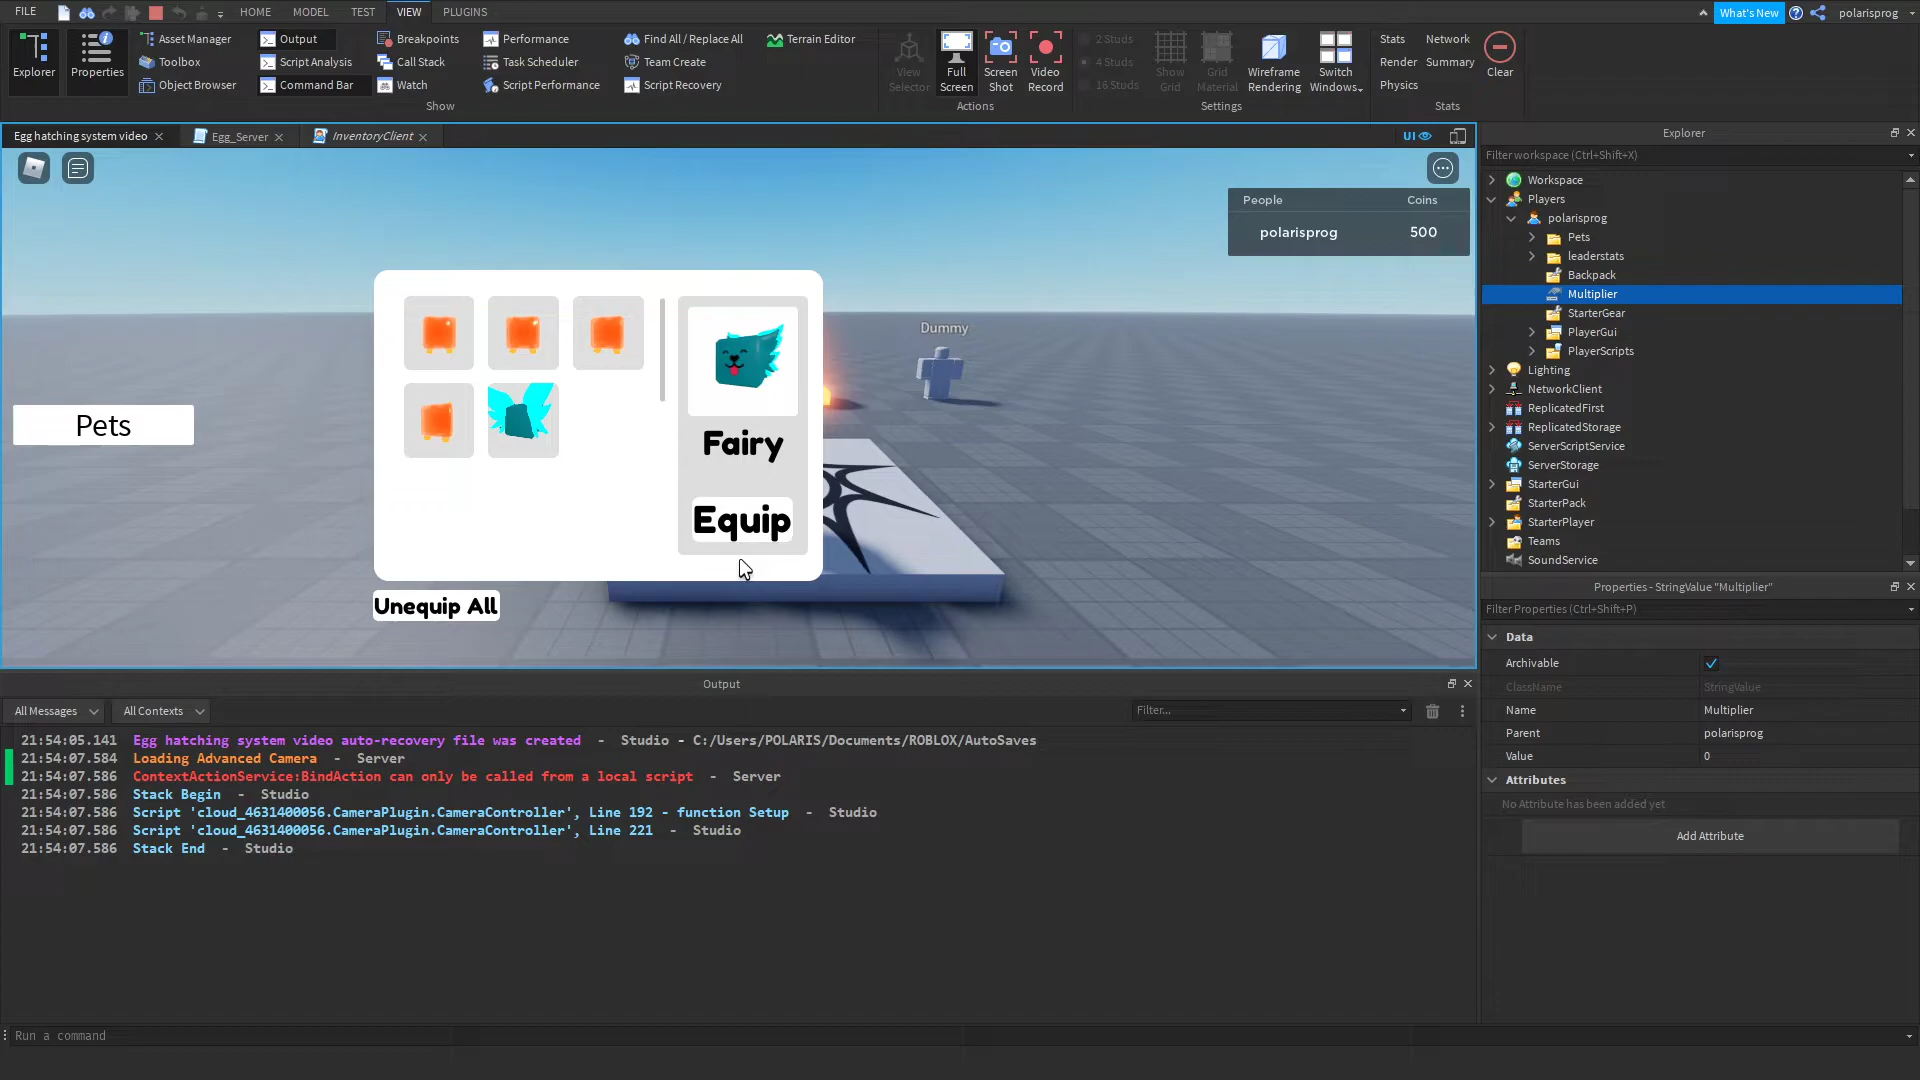 FILE
HOME
MODEL
TEST
VIEW
PLUGINS
What's New
polarisprog
Explorer
Properties
Asset Manager
Toolbox
Object Browser
Output
Script Analysis
Command Bar
Breakpoints
Call Stack
Watch
Performance
Task Scheduler
Script Performance
Find All / Replace All
Team Create
Script Recovery
Terrain Editor
Show
View
Selector
Full
Screen
Screen
Shot
Video
Record
Actions
2 Studs
4 Studs
16 Studs
Show
Grid
Grid
Material
Wireframe
Rendering
Switch
Windows
Settings
Stats
Network
Render
Summary
Physics
Clear
Stats
Egg hatching system video
Egg_Server
InventoryClient
UI
People Coins
polarisprog 500
Dummy
Pets
Fairy
Equip
Unequip All
Output
All Messages
All Contexts
Filter...
21:54:05.141 Egg hatching system video auto-recovery file was created - Studio - C:/Users/POLARIS/Documents/ROBLOX/AutoSaves
21:54:07.584 Loading Advanced Camera - Server
21:54:07.586 ContextActionService:BindAction can only be called from a local script - Server
21:54:07.586 Stack Begin - Studio
21:54:07.586 Script 'cloud_4631400056.CameraPlugin.CameraController', Line 192 - function Setup - Studio
21:54:07.586 Script 'cloud_4631400056.CameraPlugin.CameraController', Line 221 - Studio
21:54:07.586 Stack End - Studio
Run a command
Explorer
Filter workspace (Ctrl+Shift+X)
Workspace
Players
polarisprog
Pets
leaderstats
Backpack
Multiplier
StarterGear
PlayerGui
PlayerScripts
Lighting
NetworkClient
ReplicatedFirst
ReplicatedStorage
ServerScriptService
ServerStorage
StarterGui
StarterPack
StarterPlayer
Teams
SoundService
Properties - StringValue "Multiplier"
Filter Properties (Ctrl+Shift+P)
Data
Archivable
ClassName StringValue
Name Multiplier
Parent polarisprog
Value 0
Attributes
No Attribute has been added yet
Add Attribute